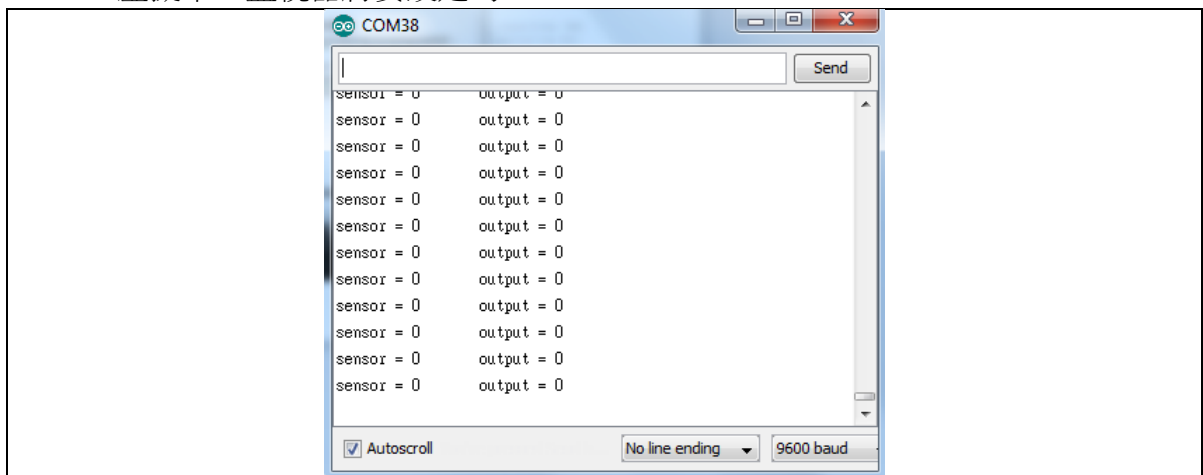 COM38
Send
sensor = 0 output = 0
sensor = 0 output = 0
sensor = 0 output = 0
sensor = 0 output = 0
sensor = 0 output = 0
sensor = 0 output = 0
sensor = 0 output = 0
sensor = 0 output = 0
sensor = 0 output = 0
sensor = 0 output = 0
sensor = 0 output = 0
sensor = 0 output = 0
Autoscroll No line ending 9600 baud